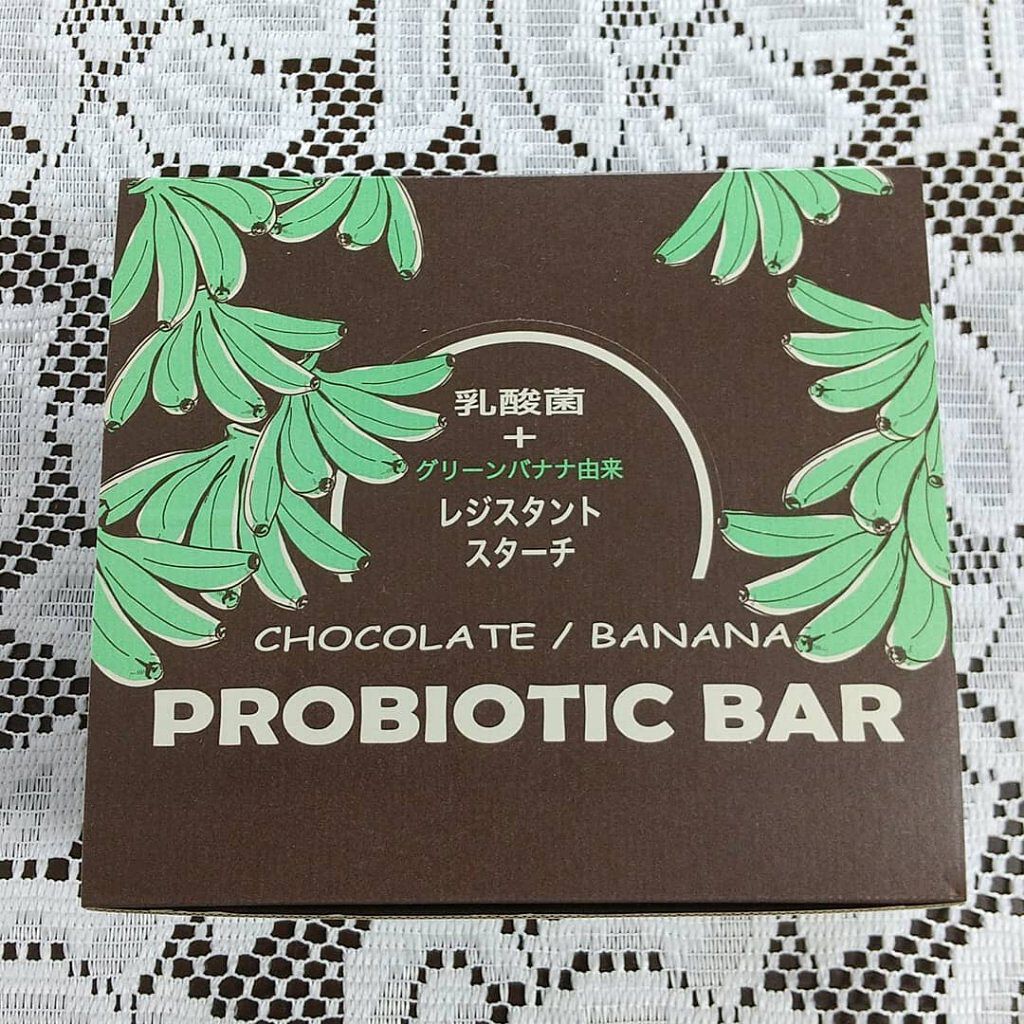 乳酸菌
+
グリーンバナナ由来
レジスタント
スターチ
CHOCOLATE / BANANA
PROBIOTIC BAR